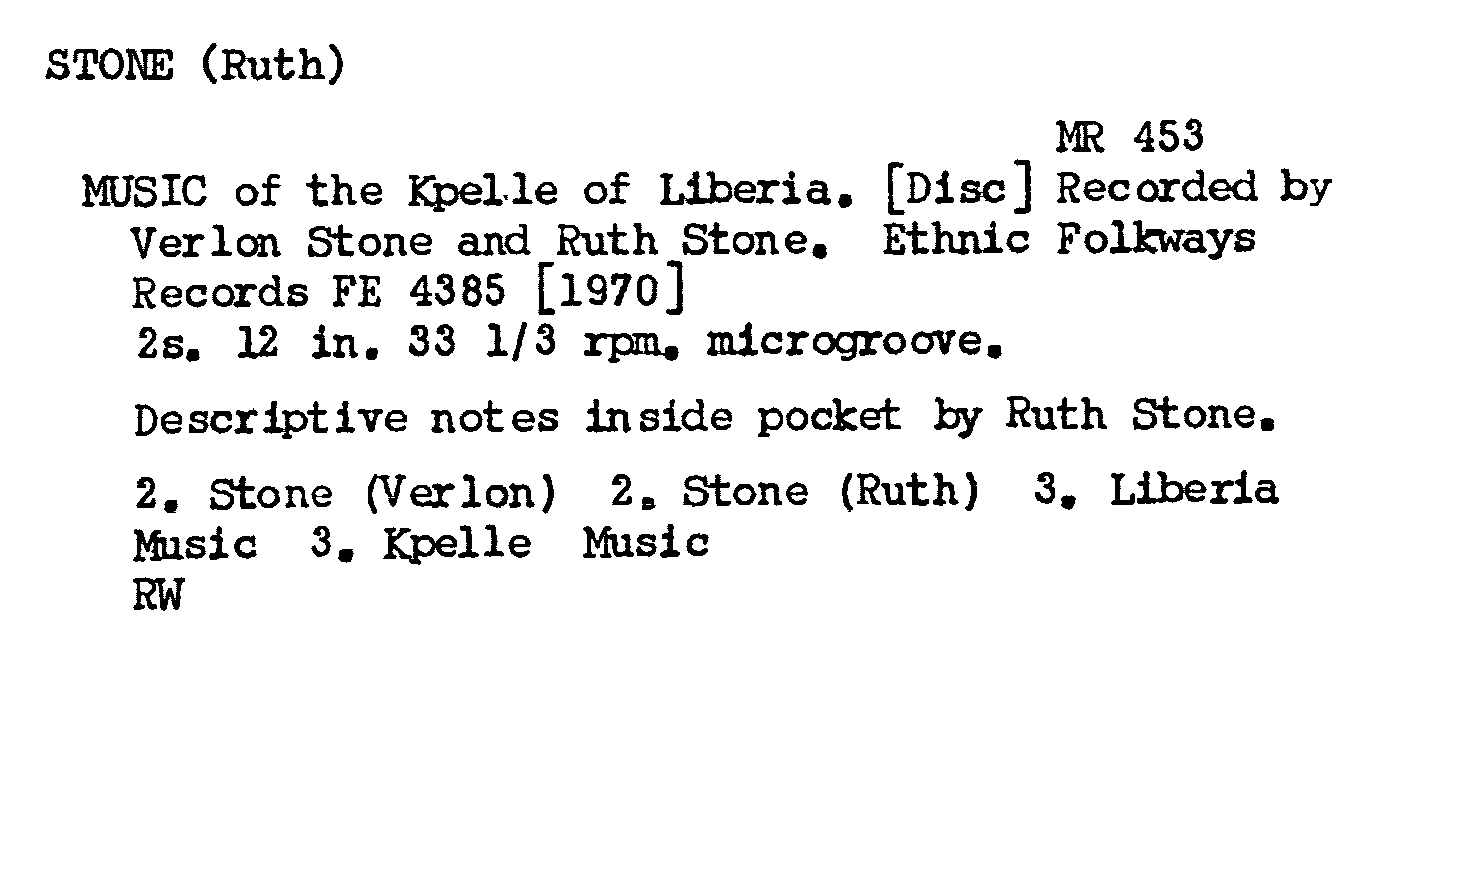 STONE (Ruth)
MR 453
MUSIC of the Kpelle of Liberia. [Disc] Recorded by
Verlon Stone and Ruth Stone. Ethnic Folkways
Records FE 4385 [1970]
2s. 12 in. 33 1/3 rpm. microgroove.
Descriptive notes inside pocket by Ruth Stone.
2. Stone (Verlon) 2. Stone (Ruth) 3. Liberia
Music 3. Kpelle Music
RW